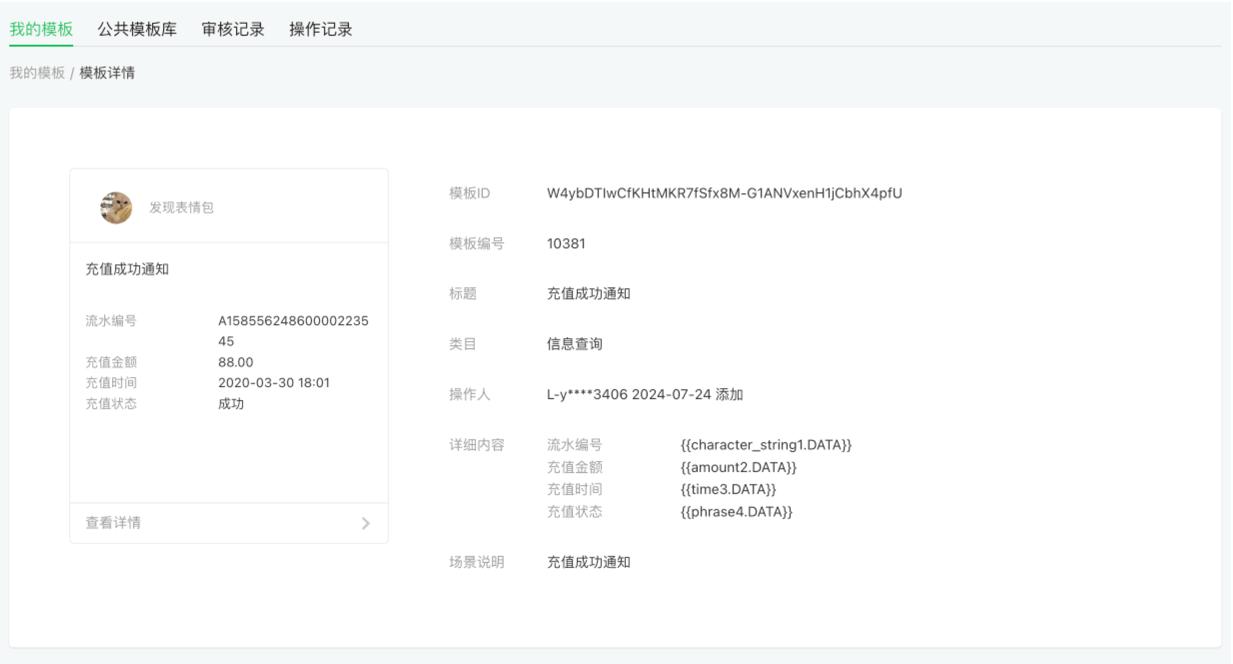 我的模板 公共模板库 审核记录 操作记录
我的模板 / 模板详情
发现表情包
充值成功通知
流水编号 A158556248600002235
45
充值金额 88.00
充值时间 2020-03-30 18:01
充值状态 成功
查看详情
模板ID W4ybDTIwCfKHtMKR7fSfx8M-G1ANVxenH1jCbhX4pfU
模板编号 10381
标题 充值成功通知
类目 信息查询
操作人 L-y****3406 2024-07-24 添加
详细内容 流水编号 {{character_string1.DATA}}
充值金额 {{amount2.DATA}}
充值时间 {{time3.DATA}}
充值状态 {{phrase4.DATA}}
场景说明 充值成功通知